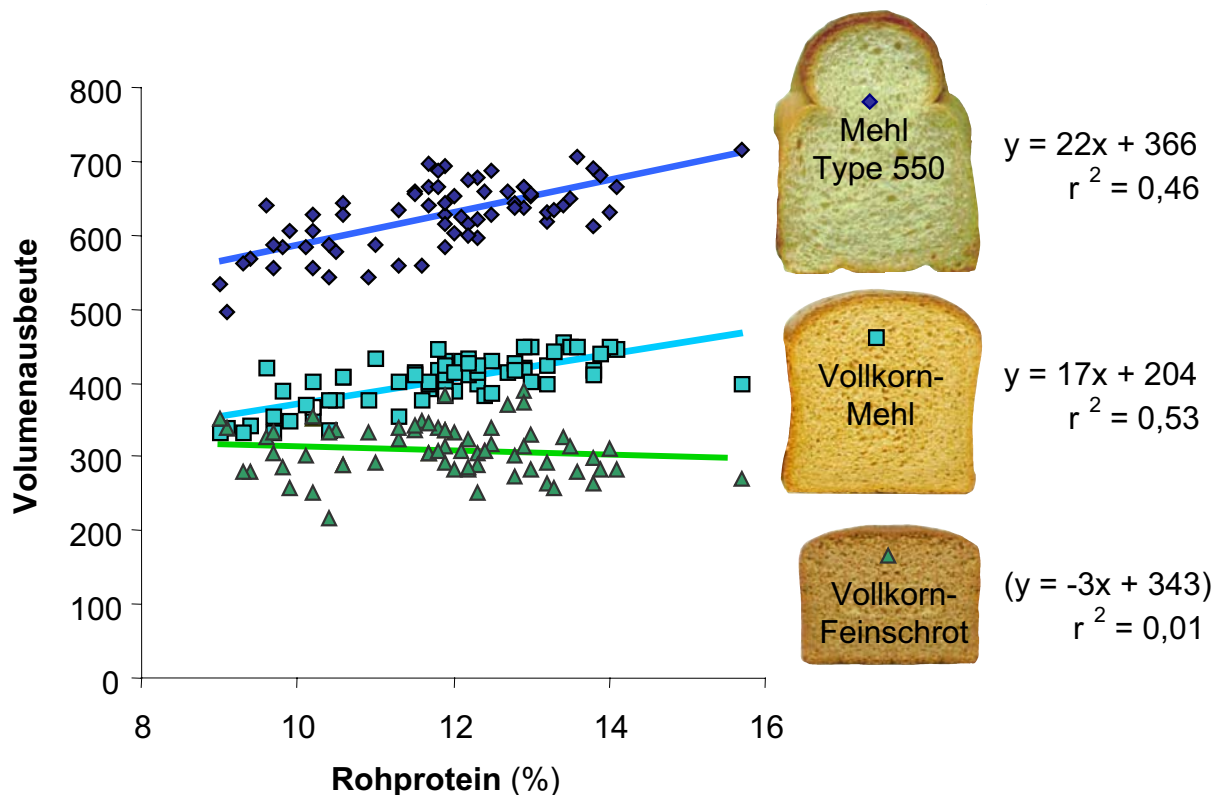 Volumenausbeute
800
700
600
500
400
300
200
100
0
8 10 12 14 16
Rohprotein (%)
Mehl
Type 550
y = 22x + 366
r ² = 0,46
Vollkorn-
Mehl
y = 17x + 204
r ² = 0,53
Vollkorn-
Feinschrot
(y = -3x + 343)
r ² = 0,01